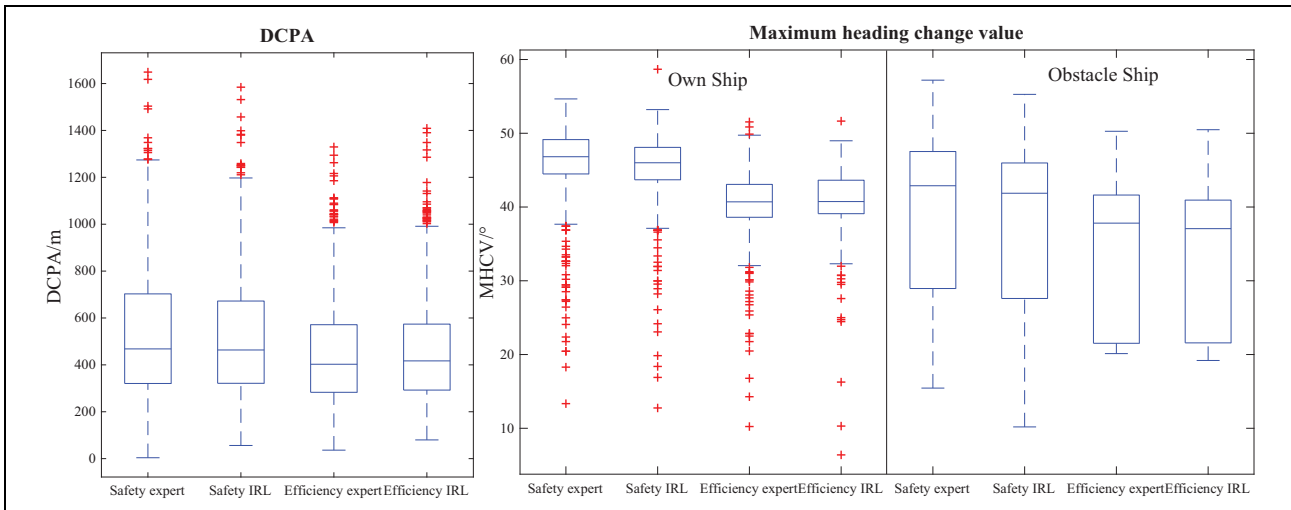 DCPA
1600
1400
1200
1000
800
600
400
200
0
DCPA/m
Safety expert
Safety IRL
Efficiency expert
Efficiency IRL
Maximum heading change value
Own Ship
Obstacle Ship
60
50
40
30
20
10
MHCV/°
Safety expert
Safety IRL
Efficiency expert
Efficiency IRL
Safety expert
Safety IRL
Efficiency expert
Efficiency IRL